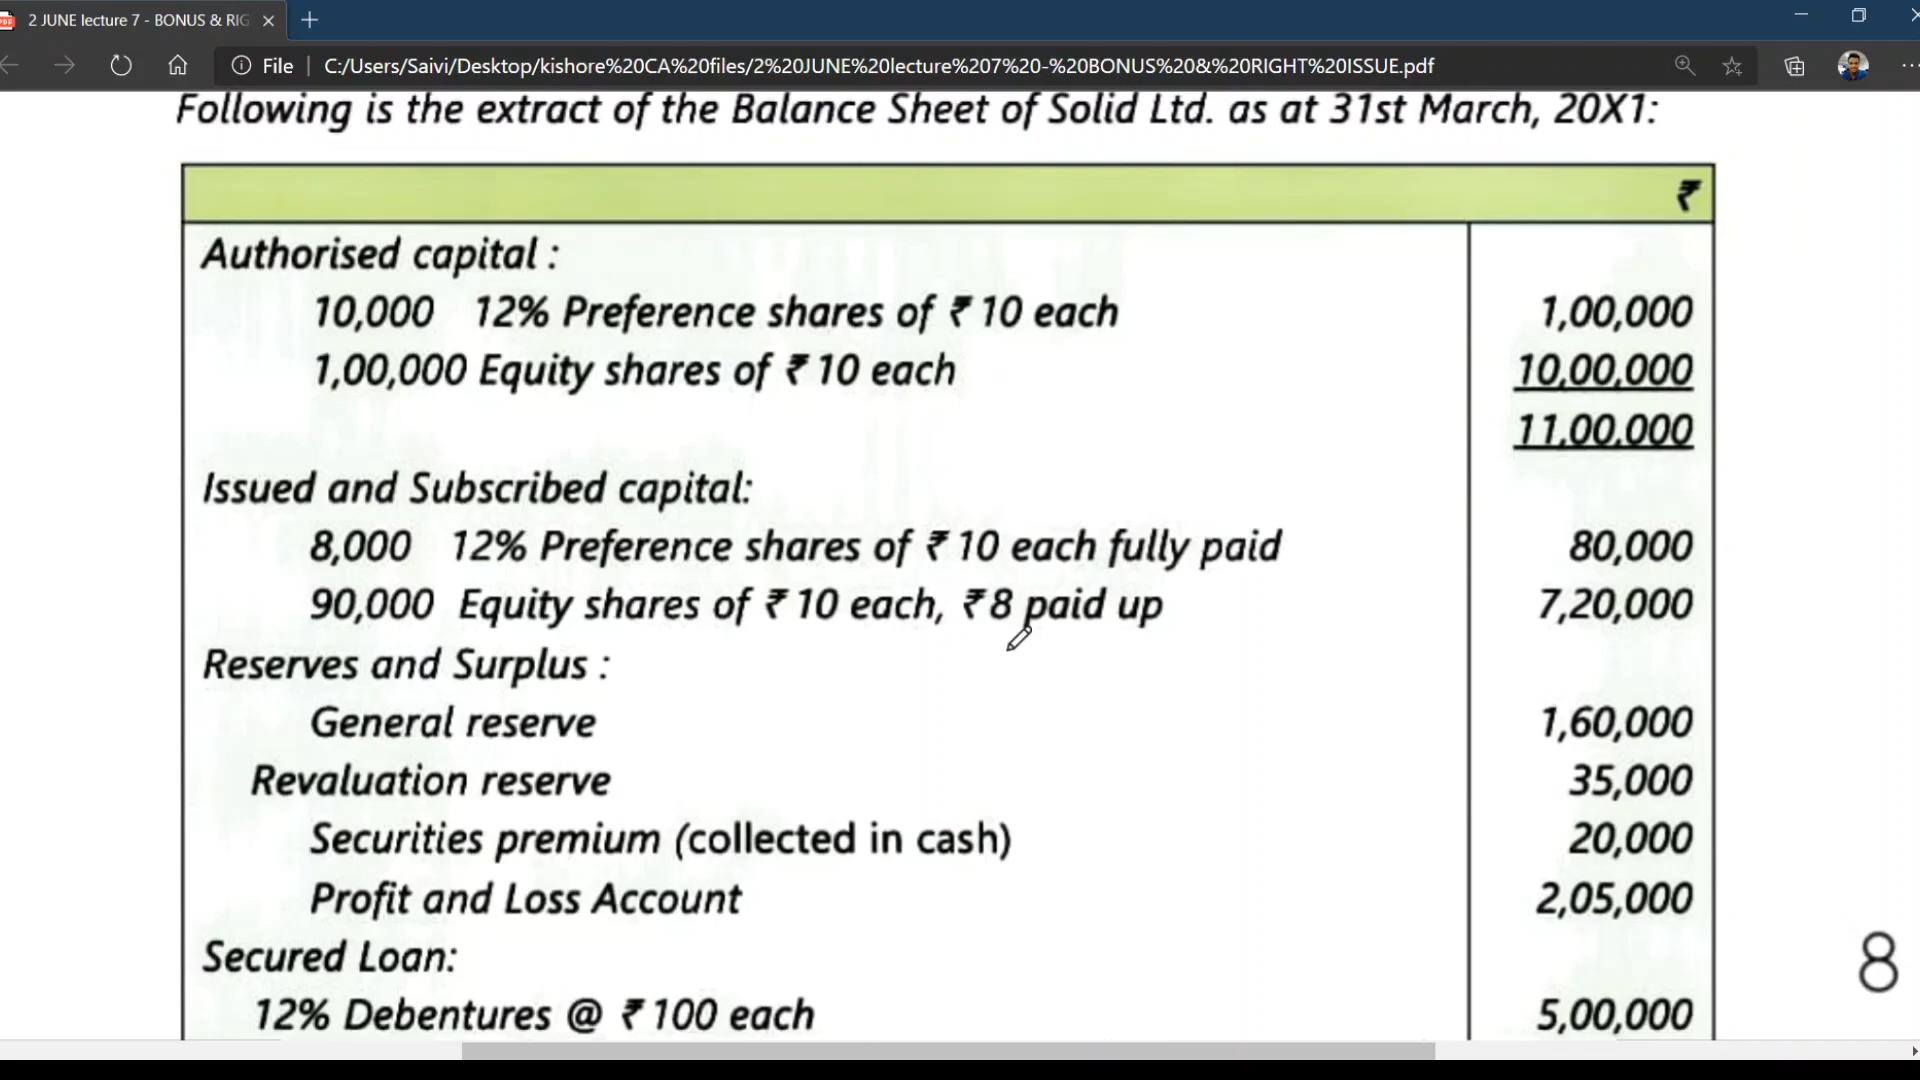 2 JUNE lecture 7 - BONUS & RIG
File | C:/Users/Saivi/Desktop/kishore%20CA%20files/2%20JUNE%20lecture%207%20-%20BONUS%20&%20RIGHT%20ISSUE.pdf
Following is the extract of the Balance Sheet of Solid Ltd. as at 31st March, 20X1:
₹
Authorised capital :
10,000 12% Preference shares of ₹ 10 each 1,00,000
1,00,000 Equity shares of ₹ 10 each 10,00,000
11,00,000
Issued and Subscribed capital:
8,000 12% Preference shares of ₹ 10 each fully paid 80,000
90,000 Equity shares of ₹ 10 each, ₹ 8 paid up 7,20,000
Reserves and Surplus :
General reserve 1,60,000
Revaluation reserve 35,000
Securities premium (collected in cash) 20,000
Profit and Loss Account 2,05,000
Secured Loan:
12% Debentures @ ₹ 100 each 5,00,000
8